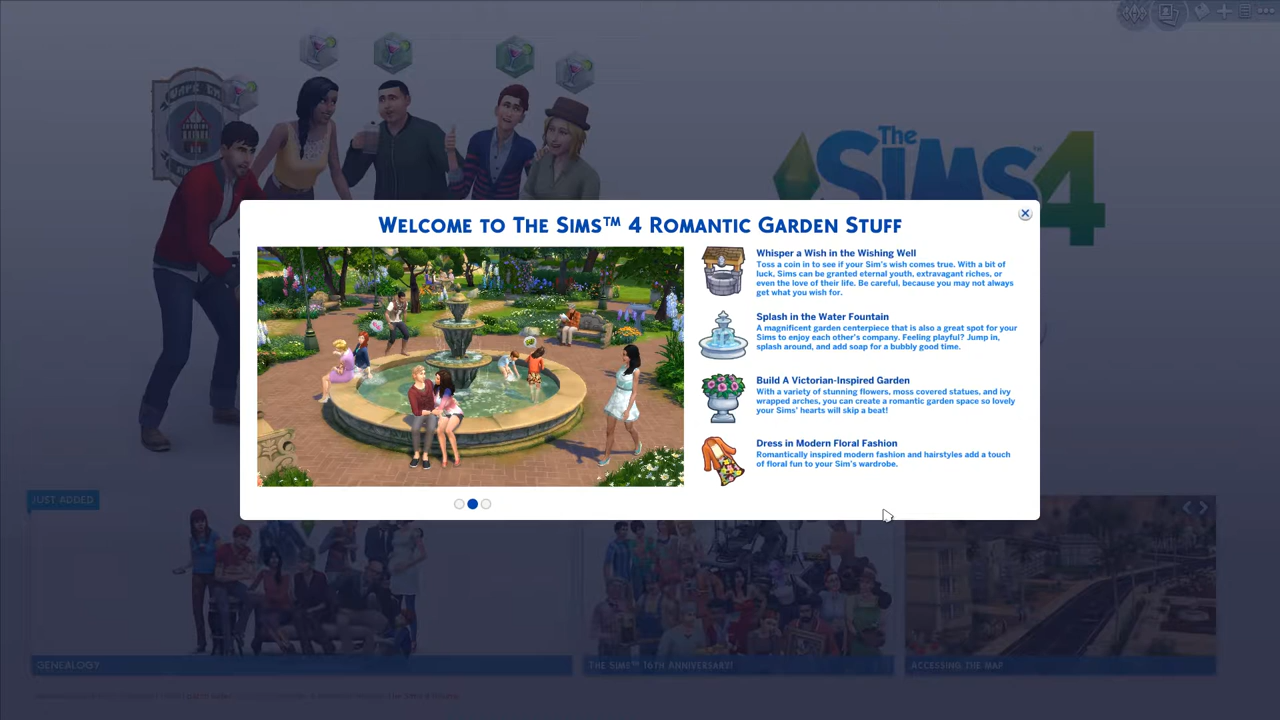 The
SIMS 4
WELCOME TO THE SIMS™ 4 ROMANTIC GARDEN STUFF
Whisper a Wish in the Wishing Well
Toss a coin in to see if your Sim's wish comes true. With a bit of
luck, Sims can be granted eternal youth, extravagant riches, or
even the love of their life. Be careful, because you may not always
get what you wish for.
Splash in the Water Fountain
A magnificent garden centerpiece that is also a great spot for your
Sims to enjoy each other's company. Feeling playful? Jump in,
splash around, and add soap for a bubbly good time.
Build A Victorian-Inspired Garden
With a variety of stunning flowers, moss covered statues, and ivy
wrapped arches, you can create a romantic garden space so lovely
your Sims' hearts will skip a beat!
Dress in Modern Floral Fashion
Romantically inspired modern fashion and hairstyles add a touch
of floral fun to your Sim's wardrobe.
JUST ADDED
GENEALOGY
THE SIMS™ 16TH ANNIVERSARY!
ACCESSING THE MAP